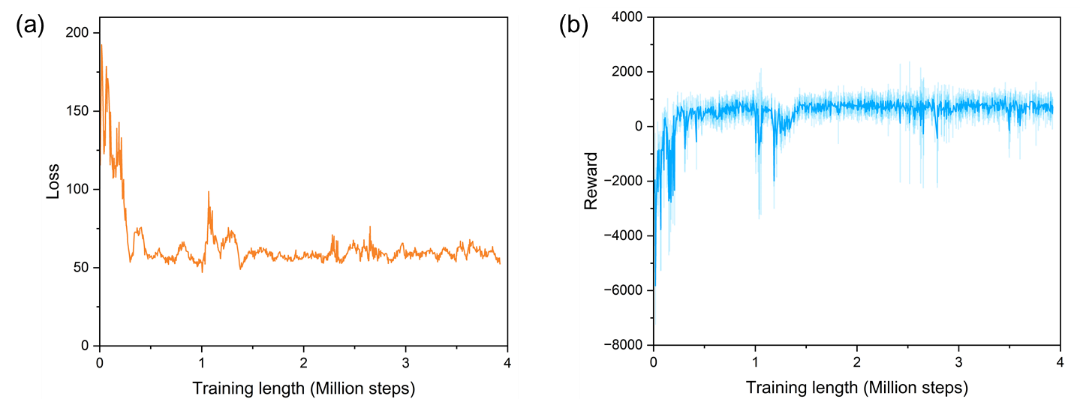 (a)
200
150
100
50
0
Loss
0 1 2 3 4
Training length (Million steps)
(b)
4000
2000
0
−2000
−4000
−6000
−8000
Reward
0 1 2 3 4
Training length (Million steps)